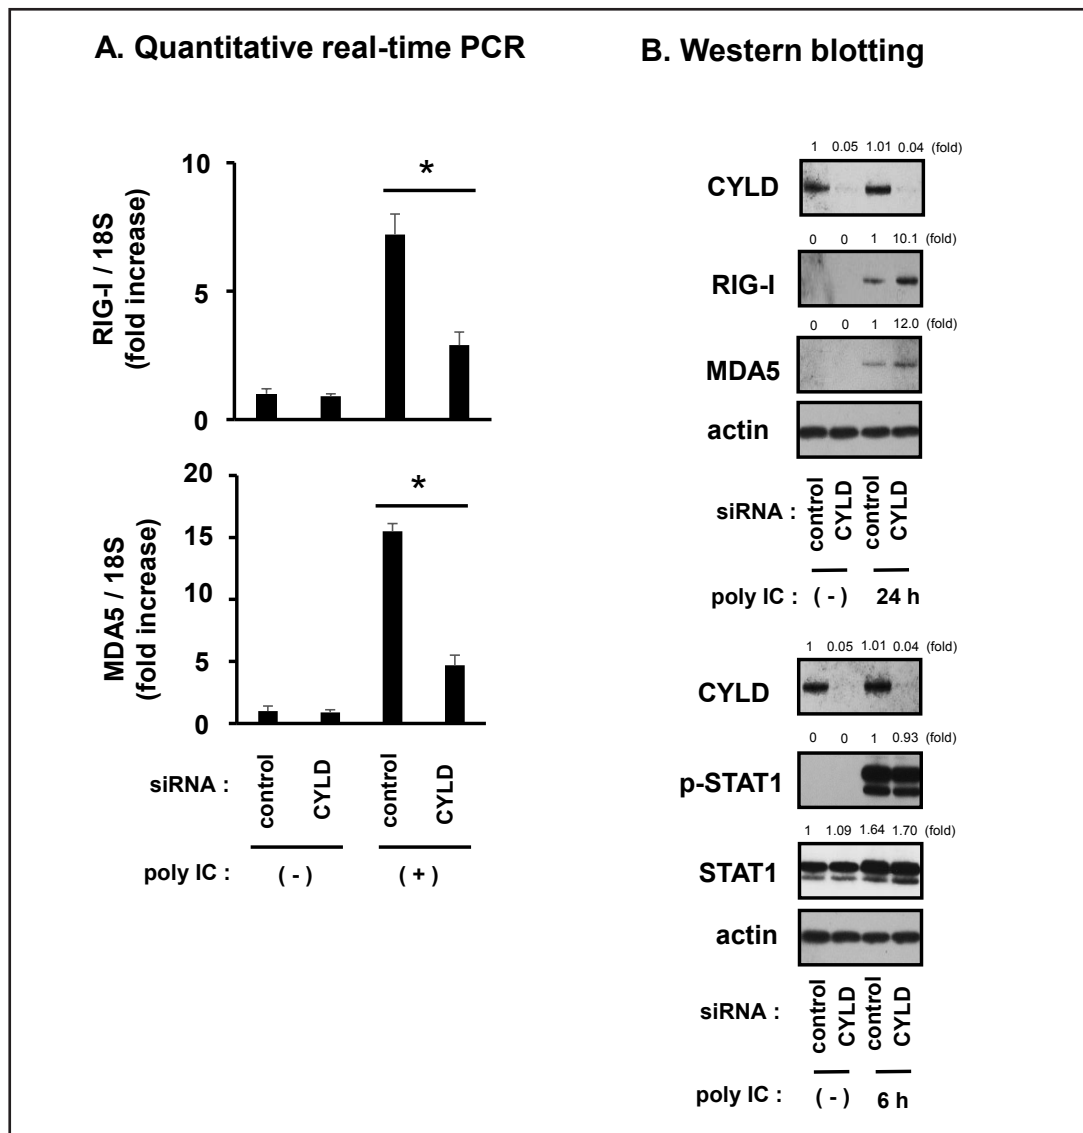 A. Quantitative real-time PCR
RIG-I / 18S
(fold increase)
10
5
0
*
MDA5 / 18S
(fold increase)
20
15
10
5
0
*
siRNA :
control
CYLD
control
CYLD
poly IC :
( - )
( + )
B. Western blotting
1 0.05 1.01 0.04 (fold)
CYLD
0 0 1 10.1 (fold)
RIG-I
0 0 1 12.0 (fold)
MDA5
actin
siRNA :
control
CYLD
control
CYLD
poly IC : ( - ) 24 h
1 0.05 1.01 0.04 (fold)
CYLD
0 0 1 0.93 (fold)
p-STAT1
1 1.09 1.64 1.70 (fold)
STAT1
actin
siRNA :
control
CYLD
control
CYLD
poly IC : ( - ) 6 h